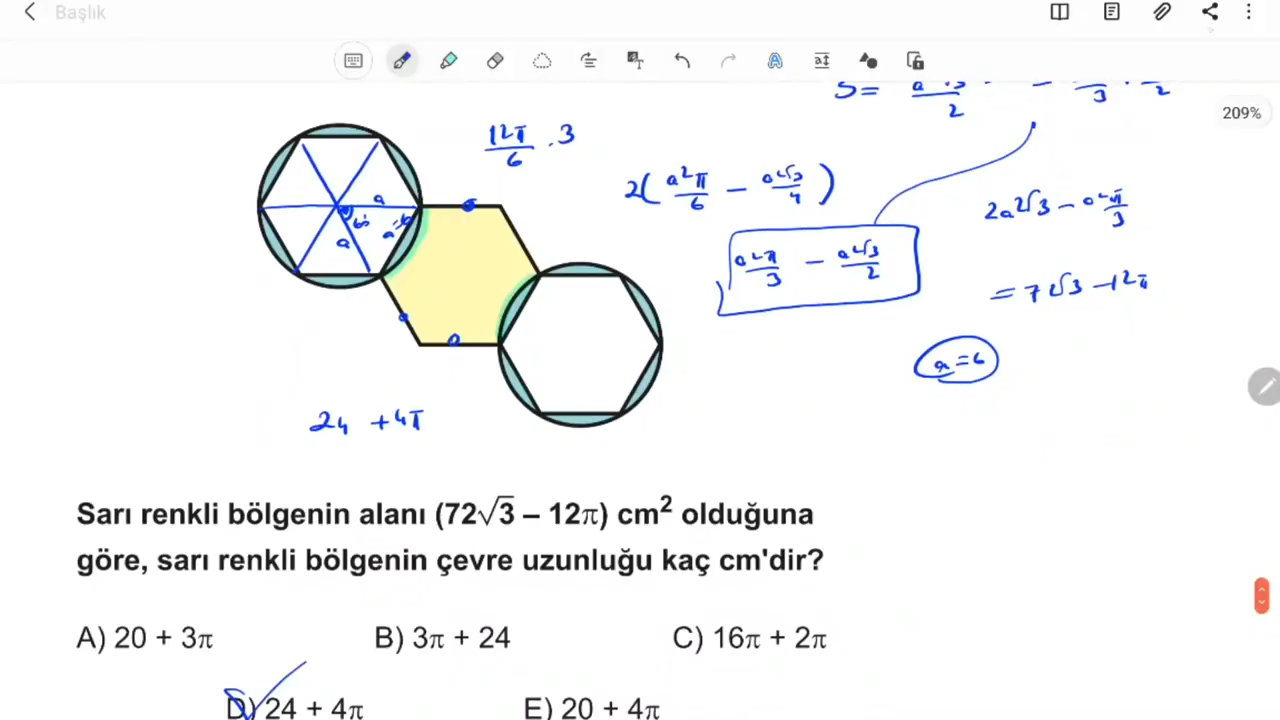 Başlık
209%
12π/6 . 3
2(a²π/6 − a²√3/4)
a²π/3 − a²√3/2
2a²√3 − a²π/3
= 7√3 − 12π
a = 6
a
60°
a
24 + 4π
Sarı renkli bölgenin alanı (72√3 – 12π) cm² olduğuna
göre, sarı renkli bölgenin çevre uzunluğu kaç cm'dir?
A) 20 + 3π B) 3π + 24 C) 16π + 2π
D) 24 + 4π E) 20 + 4π